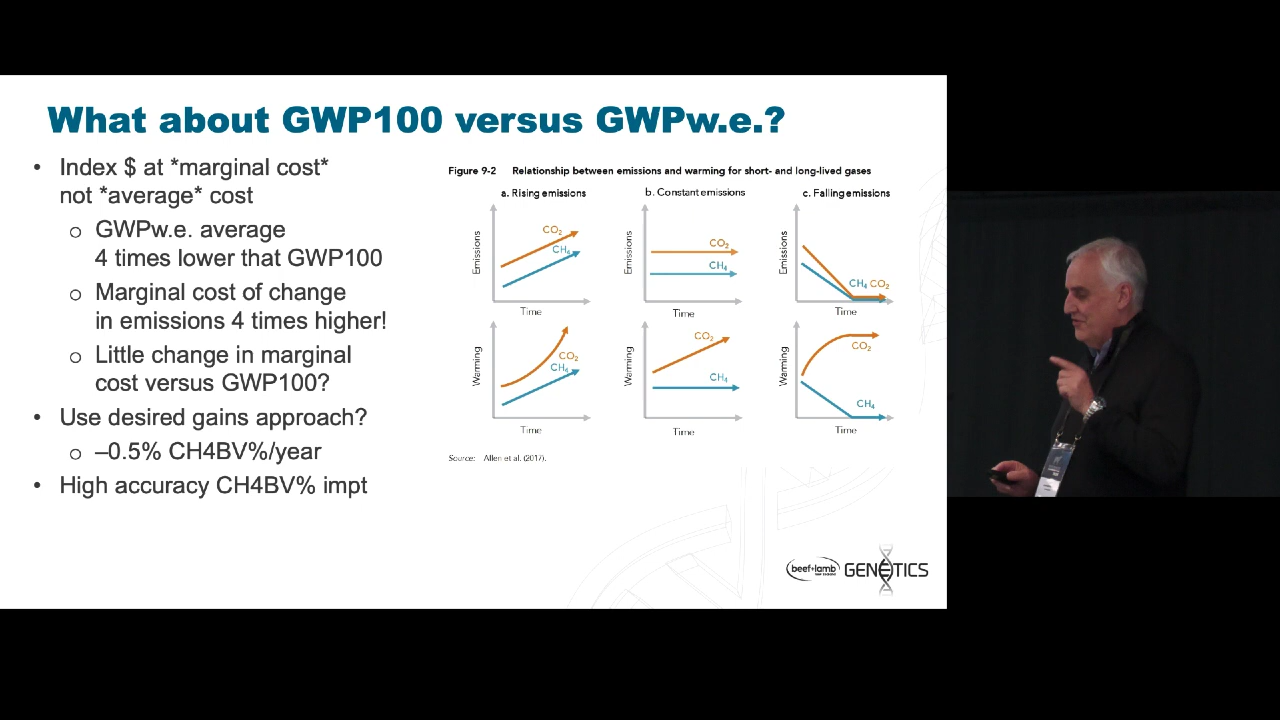 What about GWP100 versus GWPw.e.?
• Index $ at *marginal cost*
not *average* cost
o GWPw.e. average
4 times lower that GWP100
o Marginal cost of change
in emissions 4 times higher!
o Little change in marginal
cost versus GWP100?
• Use desired gains approach?
o –0.5% CH4BV%/year
• High accuracy CH4BV% impt
Figure 9-2 Relationship between emissions and warming for short- and long-lived gases
a. Rising emissions
Emissions
CO₂
CH₄
Time
b. Constant emissions
Emissions
CO₂
CH₄
Time
c. Falling emissions
Emissions
CH₄ CO₂
Time
Warming
CO₂
CH₄
Time
Warming
CO₂
CH₄
Time
Warming
CO₂
CH₄
Time
Source: Allen et al. (2017).
beef+lamb
GENETICS